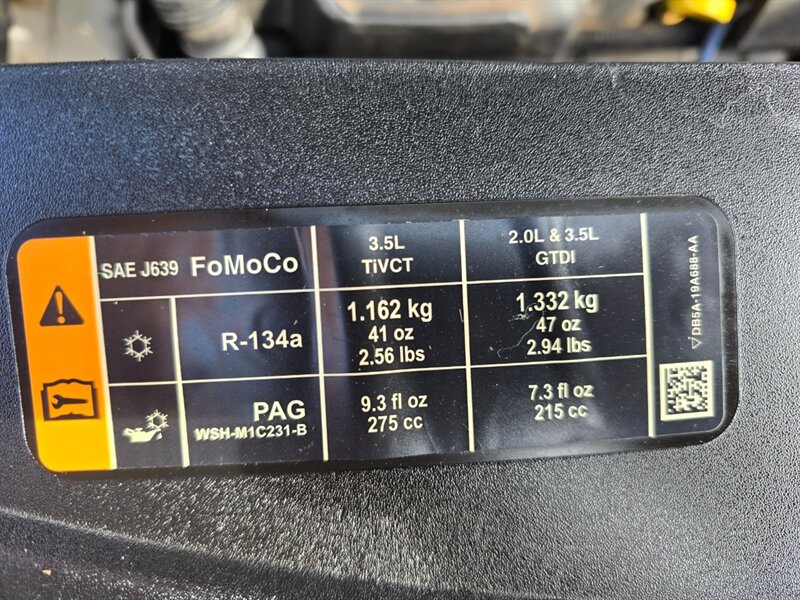 SAE J639 FoMoCo
3.5L
TiVCT
2.0L & 3.5L
GTDI
R-134a
1.162 kg
41 oz
2.56 lbs
1.332 kg
47 oz
2.94 lbs
PAG
WSH-M1C231-B
9.3 fl oz
275 cc
7.3 fl oz
215 cc
DB5A-19A688-AA